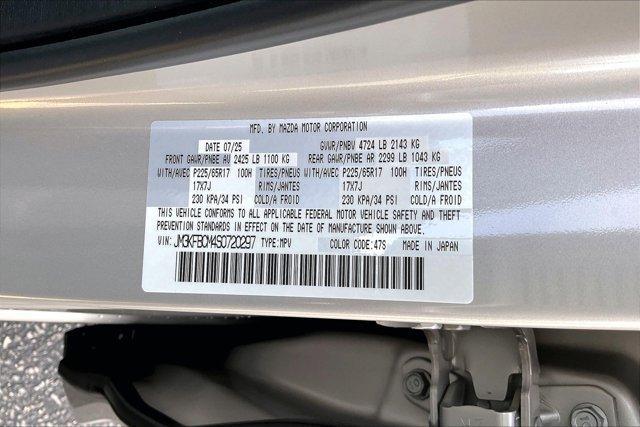 MFD. BY MAZDA MOTOR CORPORATION
DATE 07/25 GVWR/PNBV 4724 LB 2143 KG
FRONT GAWR/PNBE AV 2425 LB 1100 KG REAR GAWR/PNBE AR 2299 LB 1043 KG
WITH/AVEC P225/65R17 100H TIRES/PNEUS WITH/AVEC P225/65R17 100H TIRES/PNEUS
17X7J RIMS/JANTES 17X7J RIMS/JANTES
230 KPA/34 PSI COLD/A FROID 230 KPA/34 PSI COLD/A FROID
THIS VEHICLE CONFORMS TO ALL APPLICABLE FEDERAL MOTOR VEHICLE SAFETY AND THEFT
PREVENTION STANDARDS IN EFFECT ON THE DATE OF MANUFACTURE SHOWN ABOVE.
VIN: JM3KFBCM4S0720297 TYPE:MPV COLOR CODE:47S MADE IN JAPAN